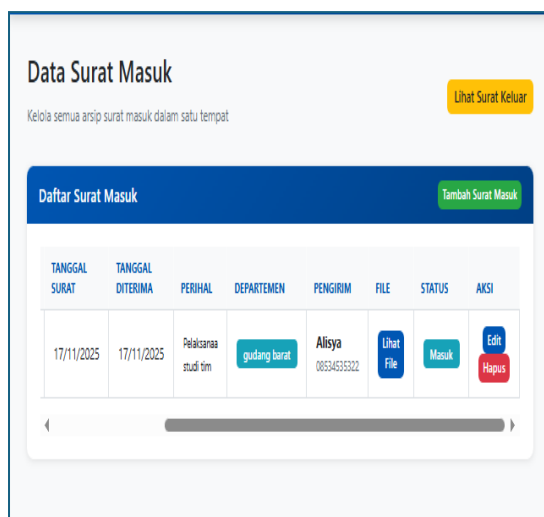 Data Surat Masuk
Lihat Surat Keluar
Kelola semua arsip surat masuk dalam satu tempat
Daftar Surat Masuk
Tambah Surat Masuk
TANGGAL SURAT
TANGGAL DITERIMA
PERIHAL
DEPARTEMEN
PENGIRIM
FILE
STATUS
AKSI
17/11/2025
17/11/2025
Pelaksanaa
studi tim
gudang barat
Alisya
08534535322
Lihat
File
Masuk
Edit
Hapus